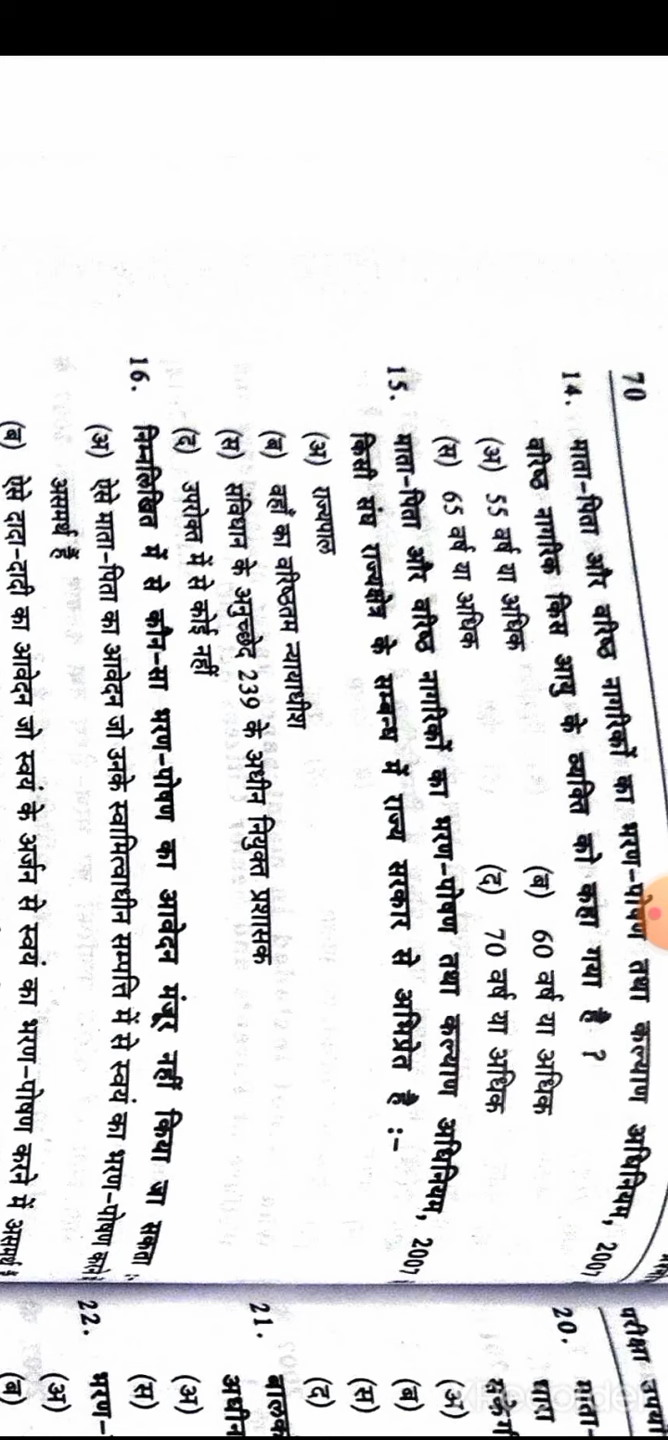 70
14. माता-पिता और वरिष्ठ नागरिकों का भरण-पोषण तथा कल्याण अधिनियम, 2007
वरिष्ठ नागरिक किस आयु के व्यक्ति को कहा गया है ?
(अ) 55 वर्ष या अधिक (ब) 60 वर्ष या अधिक
(स) 65 वर्ष या अधिक (द) 70 वर्ष या अधिक
15. माता-पिता और वरिष्ठ नागरिकों का भरण-पोषण तथा कल्याण अधिनियम, 2007
किसी संघ राज्यक्षेत्र के सम्बन्ध में राज्य सरकार से अभिप्रेत है :-
(अ) राज्यपाल
(ब) वहाँ का वरिष्ठतम न्यायाधीश
(स) संविधान के अनुच्छेद 239 के अधीन नियुक्त प्रशासक
(द) उपरोक्त में से कोई नहीं
16. निम्नलिखित में से कौन-सा भरण-पोषण का आवेदन मंजूर नहीं किया जा सकता :-
(अ) ऐसे माता-पिता का आवेदन जो उनके स्वामित्वाधीन सम्पत्ति में से स्वयं का भरण-पोषण करने में
असमर्थ है
(ब) ऐसे दादा-दादी का आवेदन जो स्वयं के अर्जन से स्वयं का भरण-पोषण करने में असमर्थ है
परीक्षा उपयो
20. माता-
धारा
(अ)
(ब)
(स)
(द)
21. बालक
अधीन
(अ)
(स)
22. भरण-
(अ)
(ब)
XRecorder